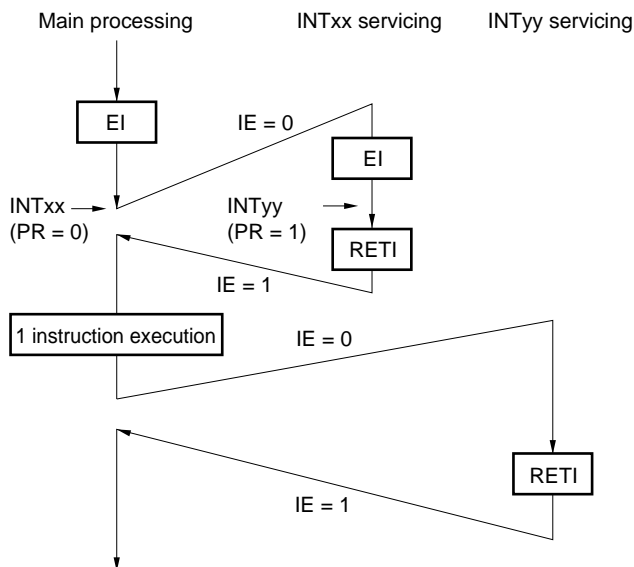 Main processing
INTxx servicing
INTyy servicing
EI
IE = 0
EI
INTxx
(PR = 0)
INTyy
(PR = 1)
RETI
IE = 1
1 instruction execution
IE = 0
RETI
IE = 1